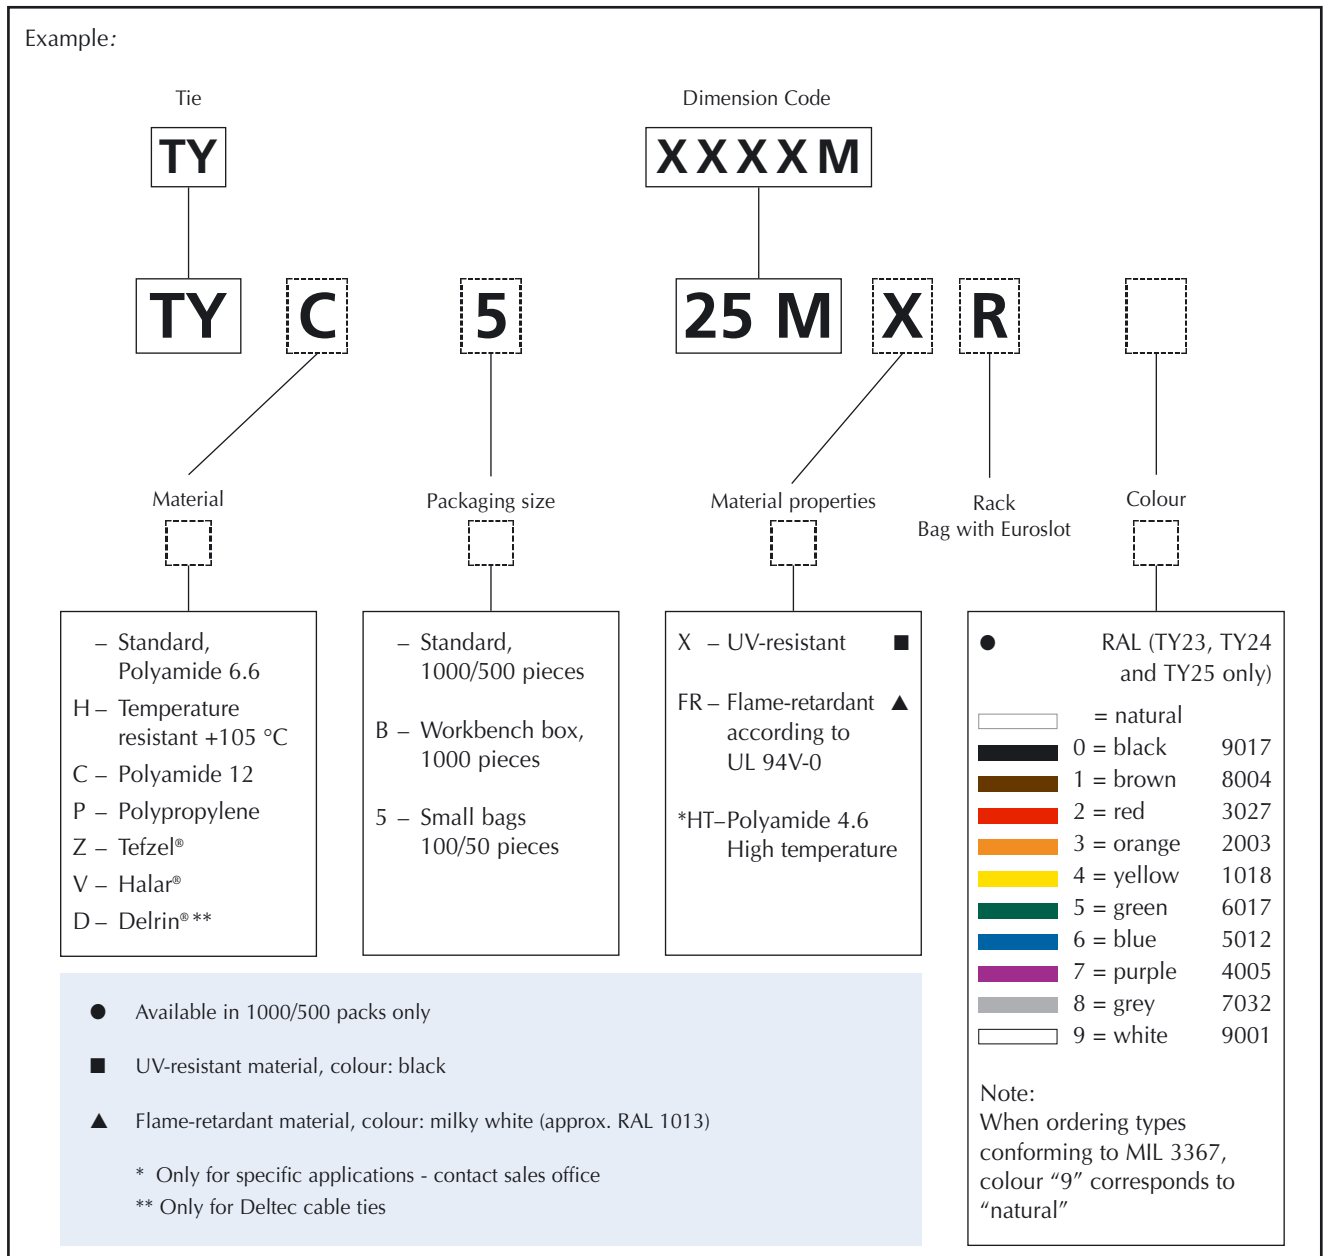 Example:
Tie
Dimension Code
TY
XXXXM
TY C 5 25 M X R
Material
Packaging size
Material properties
Rack
Bag with Euroslot
Colour
– Standard,
Polyamide 6.6
H – Temperature
resistant +105 °C
C – Polyamide 12
P – Polypropylene
Z – Tefzel®
V – Halar®
D – Delrin® **
– Standard,
1000/500 pieces
B – Workbench box,
1000 pieces
5 – Small bags
100/50 pieces
X – UV-resistant ■
FR – Flame-retardant ▲
according to
UL 94V-0
*HT–Polyamide 4.6
High temperature
● RAL (TY23, TY24
and TY25 only)
= natural
0 = black 9017
1 = brown 8004
2 = red 3027
3 = orange 2003
4 = yellow 1018
5 = green 6017
6 = blue 5012
7 = purple 4005
8 = grey 7032
9 = white 9001
Note:
When ordering types
conforming to MIL 3367,
colour “9” corresponds to
“natural”
● Available in 1000/500 packs only
■ UV-resistant material, colour: black
▲ Flame-retardant material, colour: milky white (approx. RAL 1013)
* Only for specific applications - contact sales office
** Only for Deltec cable ties